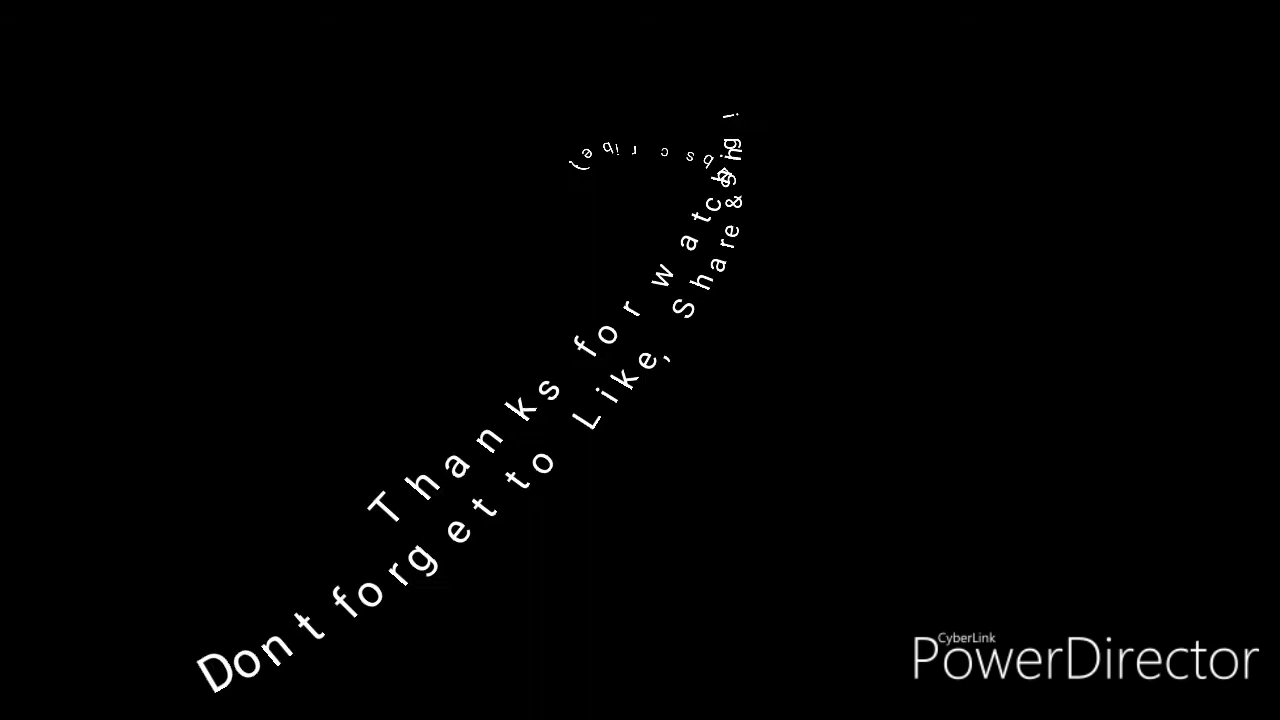 Thanks for watching!
Dont forget to Like, Share &
CyberLink
PowerDirector